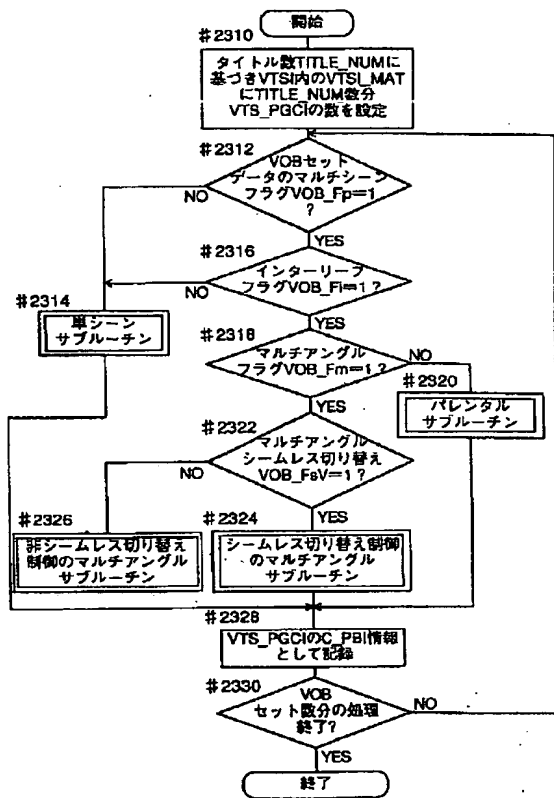 開始
#2310
タイトル数TITLE_NUMに
基づきVTSI内のVTSI_MAT
にTITLE_NUM数分
VTS_PGCIの数を設定
#2312
VOBセット
データのマルチシーン
フラグVOB_Fp=1
?
NO
YES
#2316
インターリーブ
フラグVOB_Fi=1?
NO
YES
#2314
単シーン
サブルーチン
#2318
マルチアングル
フラグVOB_Fm=1?
NO
YES
#2320
パレンタル
サブルーチン
#2322
マルチアングル
シームレス切り替え
VOB_FsV=1?
NO
YES
#2326
非シームレス切り替え
制御のマルチアングル
サブルーチン
#2324
シームレス切り替え制御
のマルチアングル
サブルーチン
#2328
VTS_PGCIのC_PBI情報
として記録
#2330
VOB
セット数分の処理
終了?
NO
YES
終了